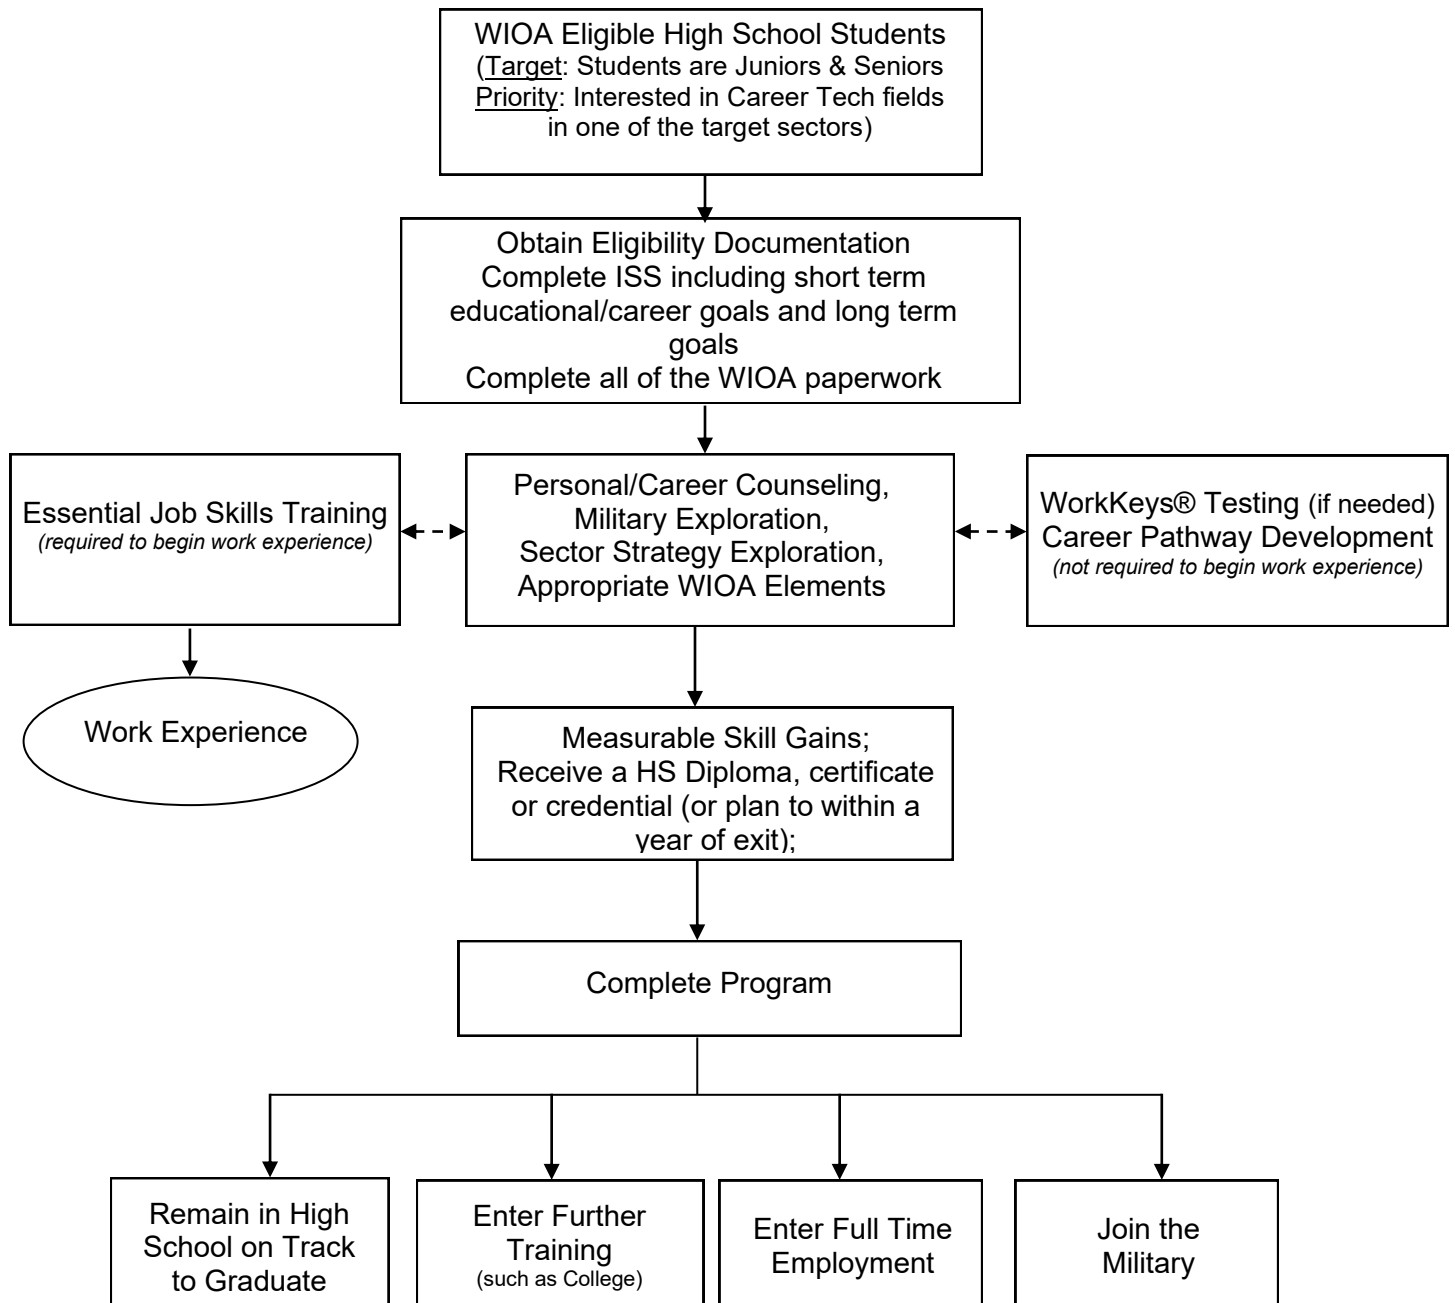 WIOA Eligible High School Students
(Target: Students are Juniors & Seniors
Priority: Interested in Career Tech fields
in one of the target sectors)
Obtain Eligibility Documentation
Complete ISS including short term
educational/career goals and long term
goals
Complete all of the WIOA paperwork
Essential Job Skills Training
(required to begin work experience)
Personal/Career Counseling,
Military Exploration,
Sector Strategy Exploration,
Appropriate WIOA Elements
WorkKeys® Testing (if needed)
Career Pathway Development
(not required to begin work experience)
Work Experience
Measurable Skill Gains;
Receive a HS Diploma, certificate
or credential (or plan to within a
year of exit);
Complete Program
Remain in High
School on Track
to Graduate
Enter Further
Training
(such as College)
Enter Full Time
Employment
Join the
Military